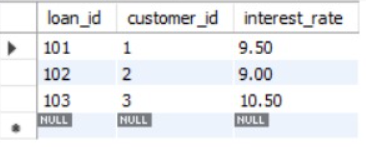 loan_id customer_id interest_rate
101 1 9.50
102 2 9.00
103 3 10.50
NULL NULL NULL